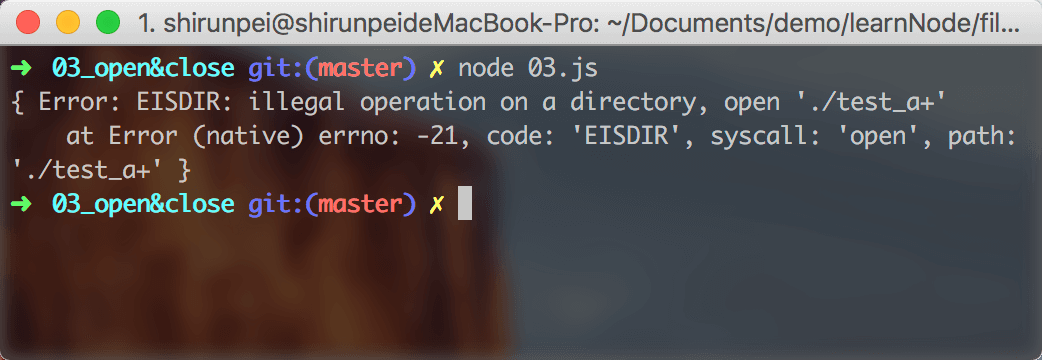 1. shirunpei@shirunpeideMacBook-Pro: ~/Documents/demo/learnNode/fil...
➜ 03_open&close git:(master) ✗ node 03.js
{ Error: EISDIR: illegal operation on a directory, open './test_a+'
    at Error (native) errno: -21, code: 'EISDIR', syscall: 'open', path:
'./test_a+' }
➜ 03_open&close git:(master) ✗